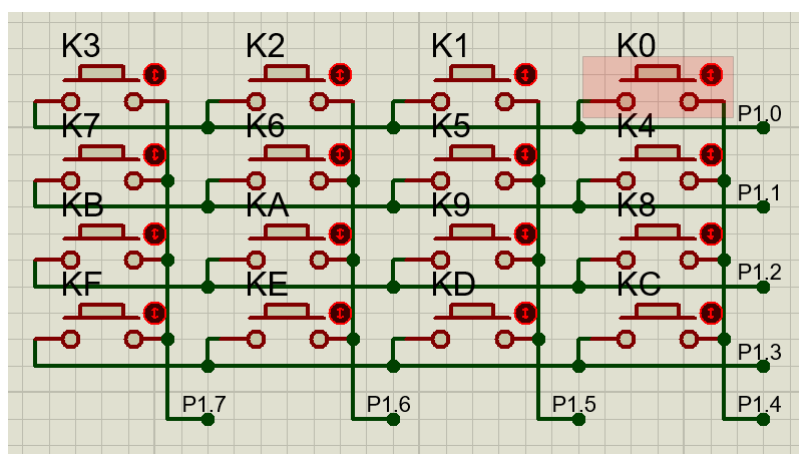 K3 K2 K1 K0
P1.0
K7 K6 K5 K4
P1.1
KB KA K9 K8
P1.2
KF KE KD KC
P1.3
P1.7 P1.6 P1.5 P1.4